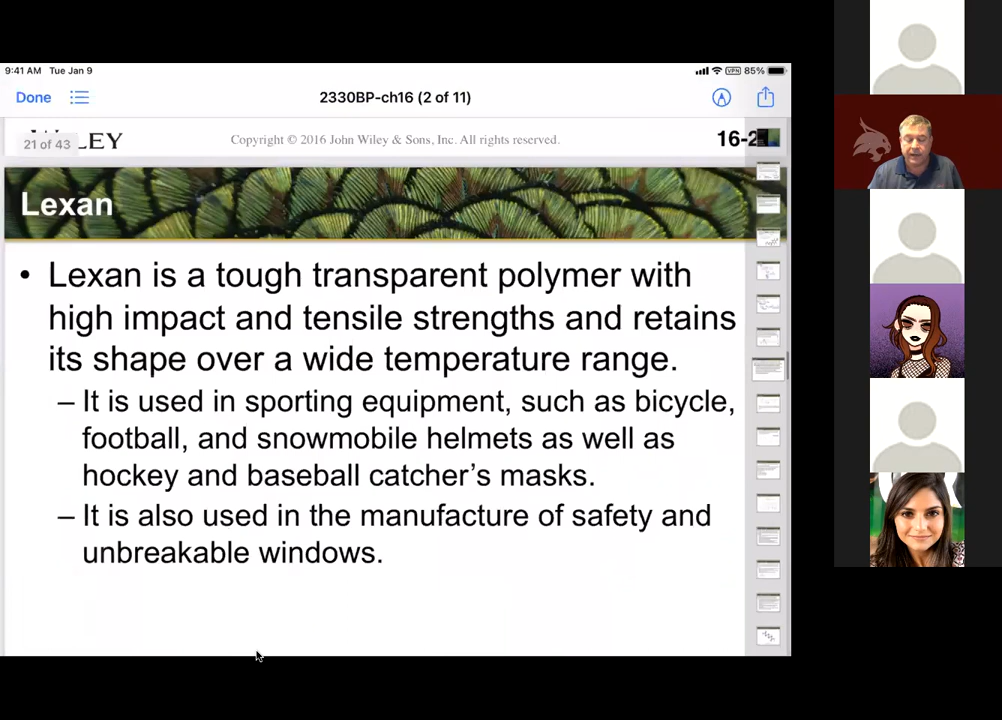 9:41 AM Tue Jan 9
VPN 85%
Done
2330BP-ch16 (2 of 11)
21 of 43
Copyright © 2016 John Wiley & Sons, Inc. All rights reserved.
16-2
Lexan
• Lexan is a tough transparent polymer with
high impact and tensile strengths and retains
its shape over a wide temperature range.
– It is used in sporting equipment, such as bicycle,
football, and snowmobile helmets as well as
hockey and baseball catcher’s masks.
– It is also used in the manufacture of safety and
unbreakable windows.